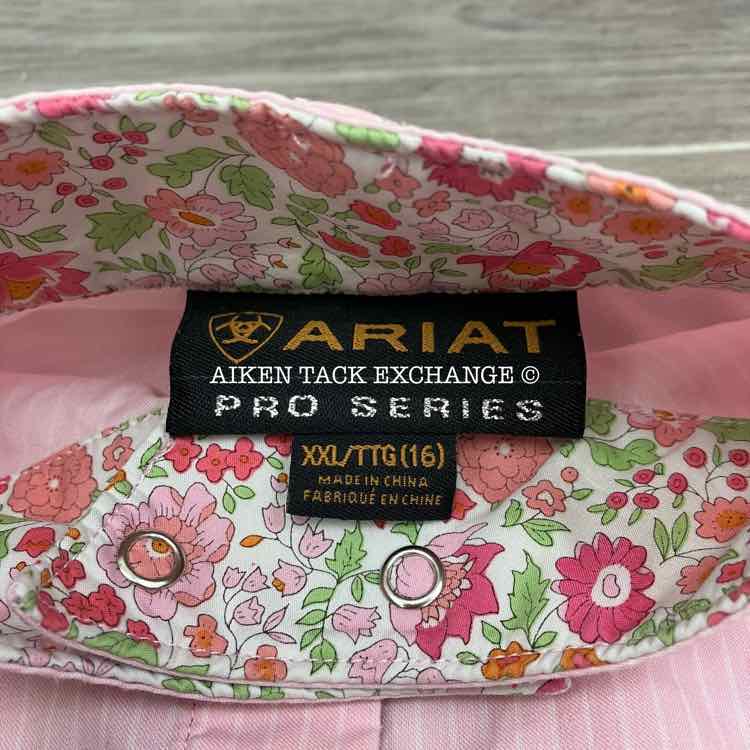 ARIAT
AIKEN TACK EXCHANGE ©
PRO SERIES
XXL/TTG(16)
MADE IN CHINA
FABRIQUÉ EN CHINE